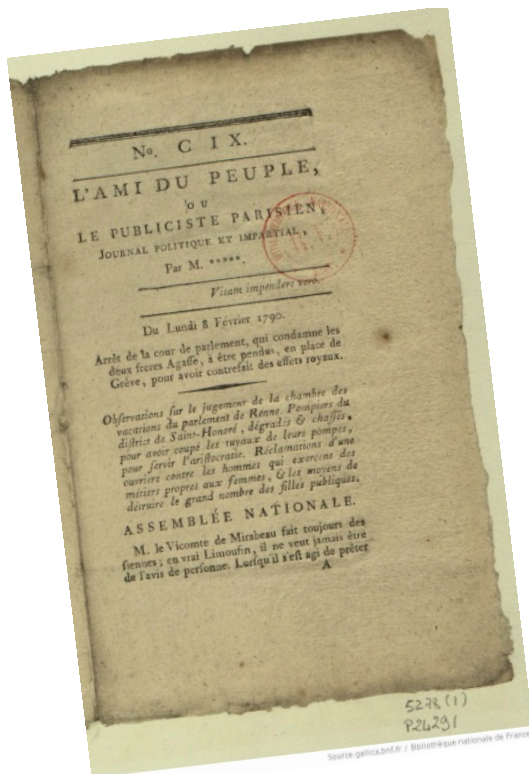 No. C I X.
L'AMI DU PEUPLE,
OU
LE PUBLICISTE PARISIEN,
JOURNAL POLITIQUE ET IMPARTIAL,
Par M. *****.
Vitam impendere vero.
Du Lundi 8 Février 1790.
Arrêt de la cour de parlement, qui condamne les
deux freres Agasse, à être pendus, en place de
Grêve, pour avoir contrefait des effets royaux.
Observations sur le jugement de la chambre des
vacations du parlement de Renne. Pompiers du
district de Saint-Honoré, dégradés & chassés,
pour avoir coupé les tuyaux de leurs pompes,
pour servir l'aristocratie. Réclamations d'une
ouvriere contre les hommes qui exercent des
métiers propres aux femmes, & les moyens de
détruire le grand nombre des filles publiques.
ASSEMBLÉE NATIONALE.
M. le Vicomte de Mirabeau fait toujours des
siennes; en vrai Limousin, il ne veut jamais être
de l'avis de personne. Lorsqu'il s'est agi de prêter
A
5278 (1)
P24291
Source gallica.bnf.fr / Bibliothèque nationale de France